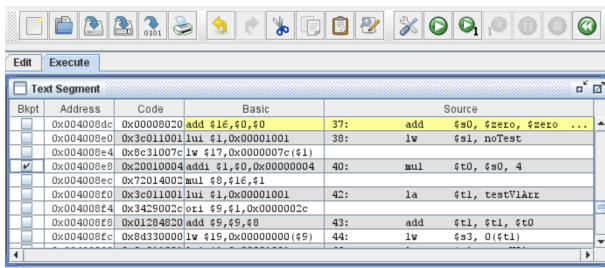 0101
1
1
Edit Execute
Text Segment
Bkpt Address Code Basic Source
0x004008dc 0x00008020 add $16,$0,$0 37: add $s0, $zero, $zero ...
0x004008e0 0x3c011001 lui $1,0x00001001 38: lw $s1, noTest
0x004008e4 0x8c31007c lw $17,0x0000007c($1)
0x004008e8 0x20010004 addi $1,$0,0x00000004 40: mul $t0, $s0, 4
0x004008ec 0x72014002 mul $8,$16,$1
0x004008f0 0x3c011001 lui $1,0x00001001 42: la $t1, testV1Arr
0x004008f4 0x3429002c ori $9,$1,0x0000002c
0x004008f8 0x01284820 add $9,$9,$8 43: add $t1, $t1, $t0
0x004008fc 0x8d330000 lw $19,0x00000000($9) 44: lw $s3, 0($t1)